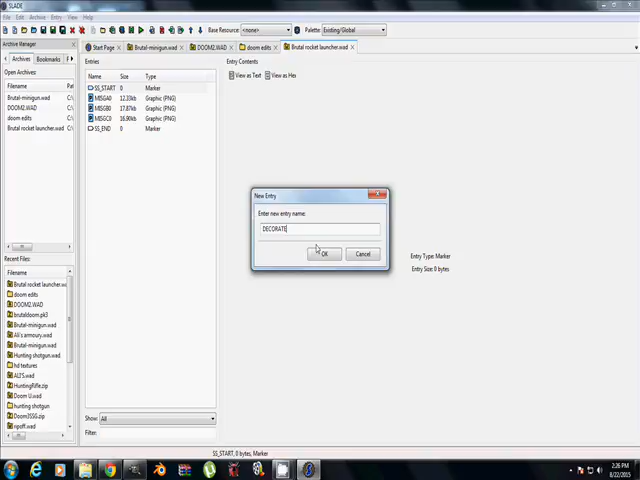 SLADE
File Edit Archive Entry View Help
Base Resource: <none> Palette: Existing/Global
Archive Manager
Start Page Brutal-minigun.wad DOOM2.WAD doom edits Brutal rocket launcher.wad
Archives Bookmarks
Open Archives:
Filename
Brutal-minigun.wad C:\
DOOM2.WAD C:\
doom edits C:\
Brutal rocket launcher.wad C:\
Entries
Name Size Type
SS_START 0 Marker
MISGA0 12.33kb Graphic (PNG)
MISGB0 17.87kb Graphic (PNG)
MISGC0 16.90kb Graphic (PNG)
SS_END 0 Marker
Entry Contents
View as Text View as Hex
New Entry
Enter new entry name:
DECORATE
OK Cancel
Entry Type: Marker
Entry Size: 0 bytes
Recent Files:
Filename
Brutal rocket launcher.w
doom edits
DOOM2.WAD
brutaldoom.pk3
Brutal-minigun.wad
Ali's armoury.wad
Brutal-minigun.wad
Hunting shotgun.wad
hd textures
ALI'S.wad
HuntingRifle.zip
Doom U.wad
hunting shotgun
Doom3SSG.zip
npoff.wad
Show: All
Filter:
SS_START, 0 bytes, Marker
2:26 PM
8/22/2015